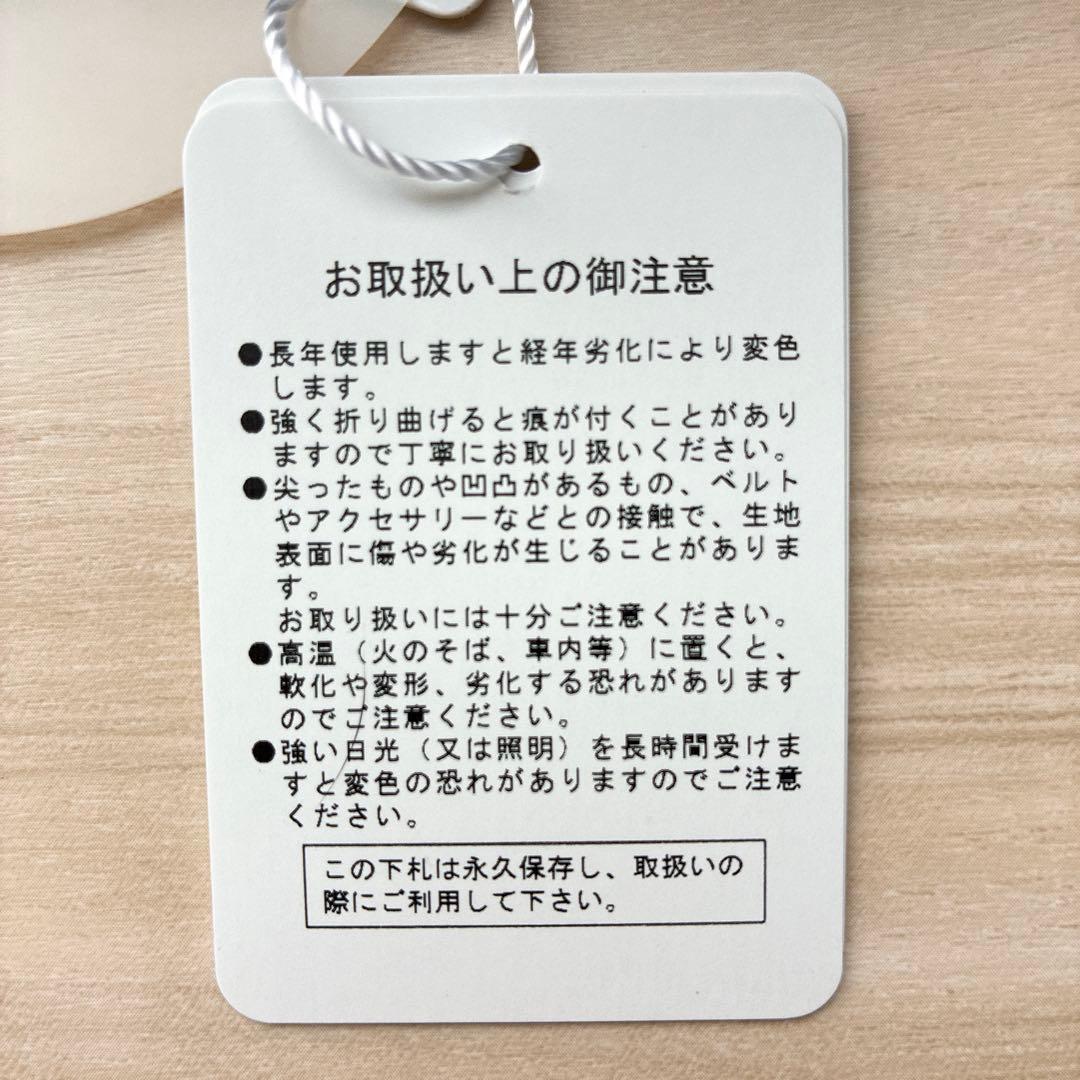 お取扱い上の御注意
●長年使用しますと経年劣化により変色
します。
●強く折り曲げると痕が付くことがあり
ますので丁寧にお取り扱いください。
●尖ったものや凹凸があるもの、ベルト
やアクセサリーなどとの接触で、生地
表面に傷や劣化が生じることがありま
す。
お取り扱いには十分ご注意ください。
●高温（火のそば、車内等）に置くと、
軟化や変形、劣化する恐れがあります
のでご注意ください。
●強い日光（又は照明）を長時間受けま
すと変色の恐れがありますのでご注意
ください。
この下札は永久保存し、取扱いの
際にご利用して下さい。